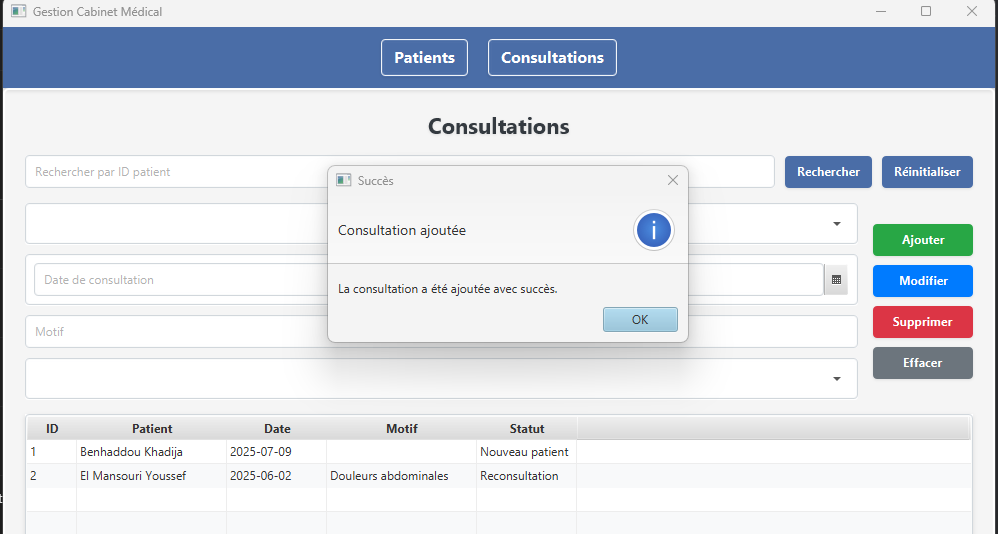 Gestion Cabinet Médical
Patients Consultations
Consultations
Rechercher par ID patient
Rechercher Réinitialiser
Succès
Consultation ajoutée
Ajouter
Date de consultation
Modifier
La consultation a été ajoutée avec succès.
OK
Motif
Supprimer
Effacer
ID Patient Date Motif Statut
1 Benhaddou Khadija 2025-07-09 Nouveau patient
2 El Mansouri Youssef 2025-06-02 Douleurs abdominales Reconsultation